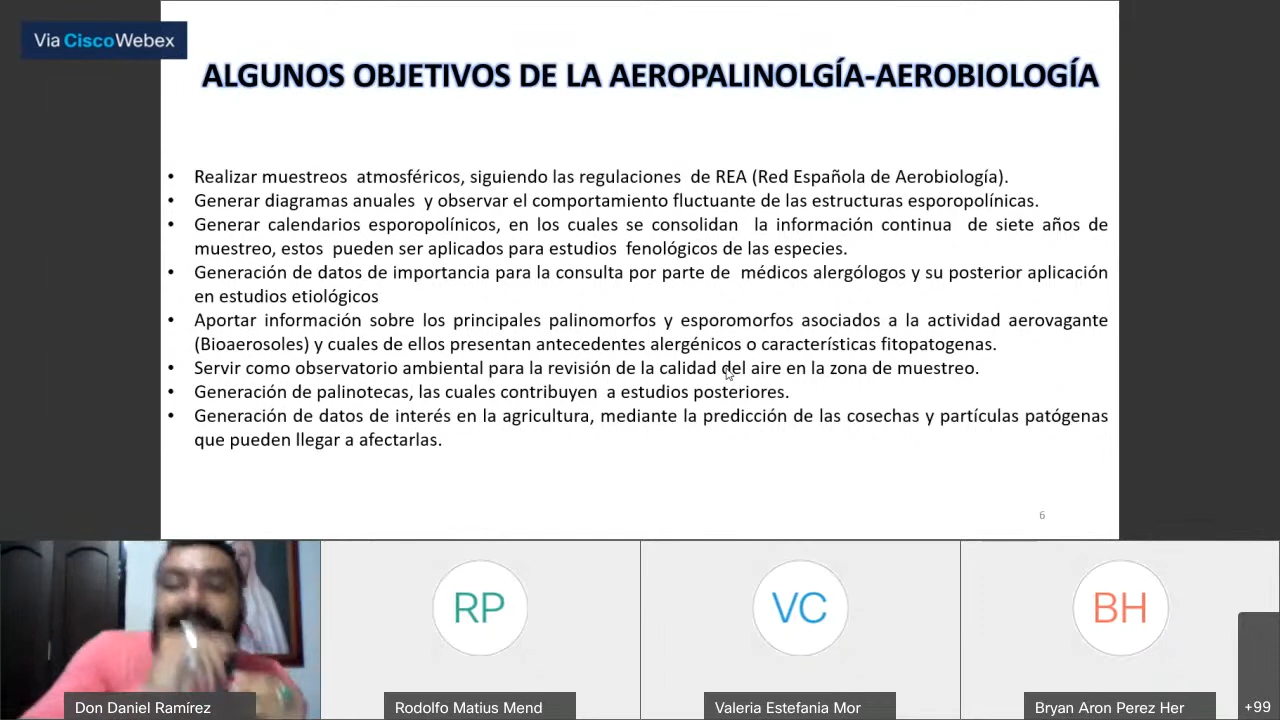 Via Cisco Webex
ALGUNOS OBJETIVOS DE LA AEROPALINOLGÍA-AEROBIOLOGÍA
• Realizar muestreos atmosféricos, siguiendo las regulaciones de REA (Red Española de Aerobiología).
• Generar diagramas anuales y observar el comportamiento fluctuante de las estructuras esporopolínicas.
• Generar calendarios esporopolínicos, en los cuales se consolidan la información continua de siete años de
muestreo, estos pueden ser aplicados para estudios fenológicos de las especies.
• Generación de datos de importancia para la consulta por parte de médicos alergólogos y su posterior aplicación
en estudios etiológicos
• Aportar información sobre los principales palinomorfos y esporomorfos asociados a la actividad aerovagante
(Bioaerosoles) y cuales de ellos presentan antecedentes alergénicos o características fitopatogenas.
• Servir como observatorio ambiental para la revisión de la calidad del aire en la zona de muestreo.
• Generación de palinotecas, las cuales contribuyen a estudios posteriores.
• Generación de datos de interés en la agricultura, mediante la predicción de las cosechas y partículas patógenas
que pueden llegar a afectarlas.
6
RP
VC
BH
Don Daniel Ramírez
Rodolfo Matius Mend
Valeria Estefania Mor
Bryan Aron Perez Her
+99